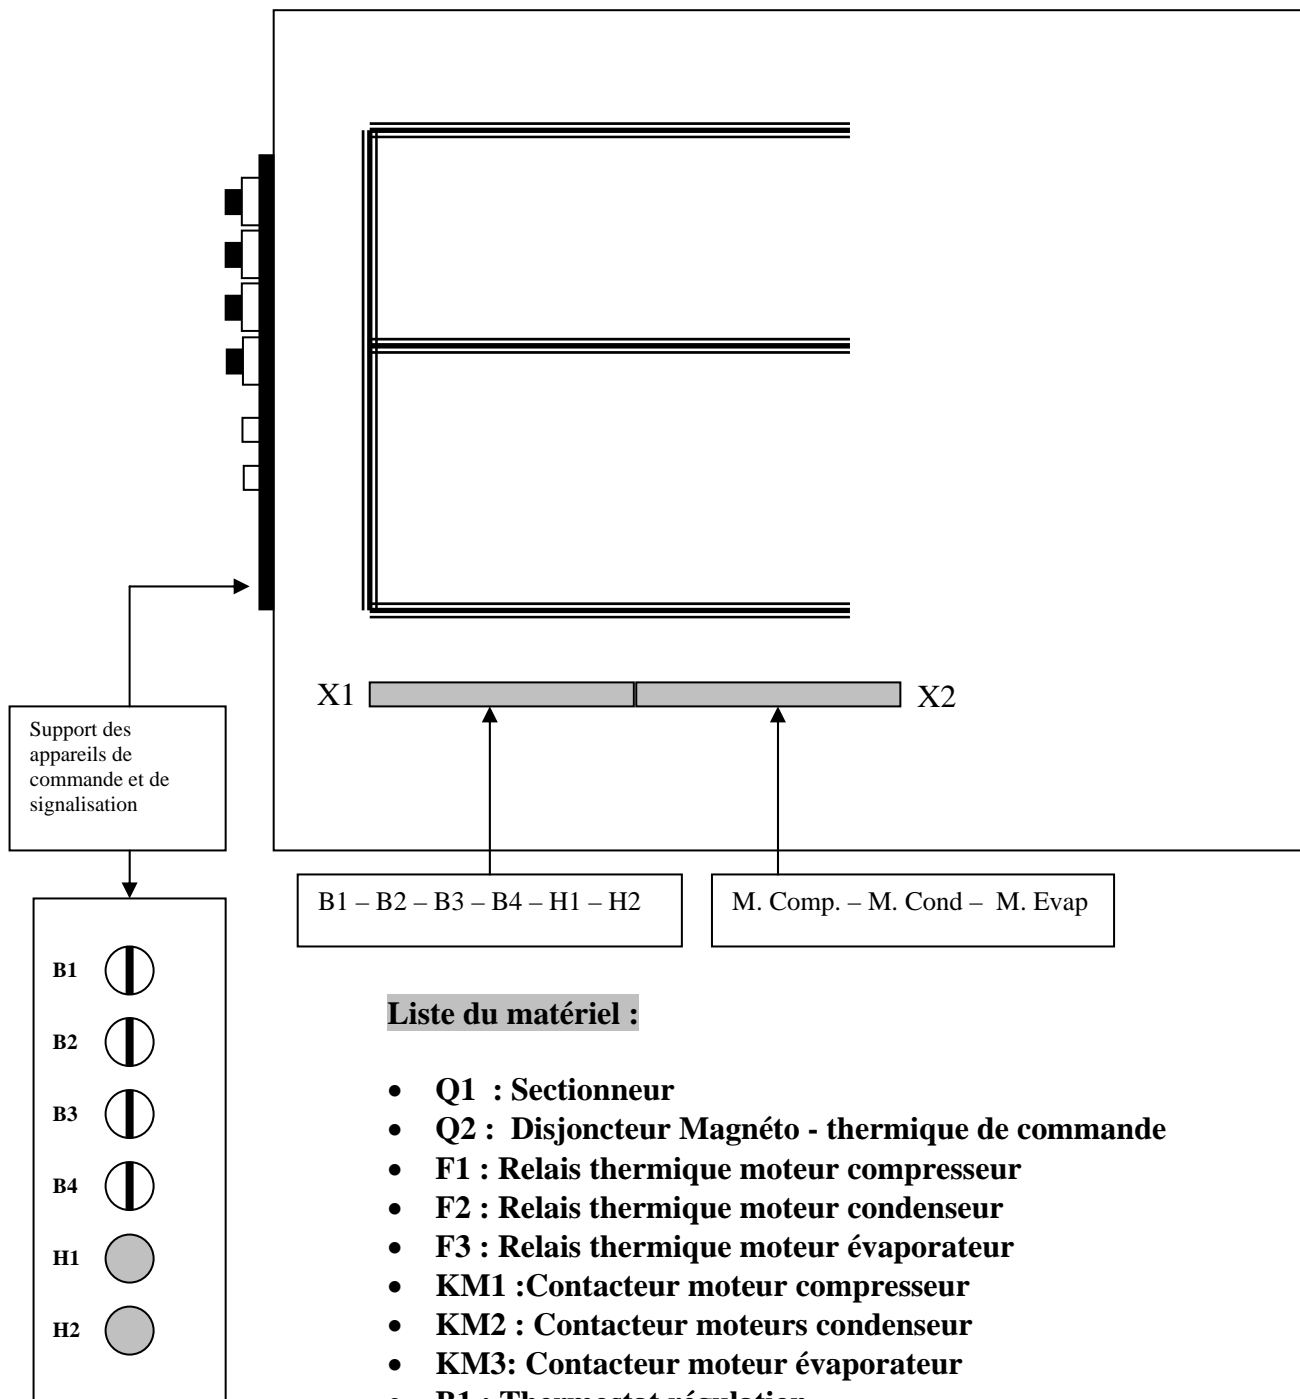 X1
X2
Support des
appareils de
commande et de
signalisation
B1 – B2 – B3 – B4 – H1 – H2
M. Comp. – M. Cond – M. Evap
B1
B2
B3
B4
H1
H2
Liste du matériel :
• Q1 : Sectionneur
• Q2 : Disjoncteur Magnéto - thermique de commande
• F1 : Relais thermique moteur compresseur
• F2 : Relais thermique moteur condenseur
• F3 : Relais thermique moteur évaporateur
• KM1 :Contacteur moteur compresseur
• KM2 : Contacteur moteurs condenseur
• KM3: Contacteur moteur évaporateur
• B1 : Thermostat régulation